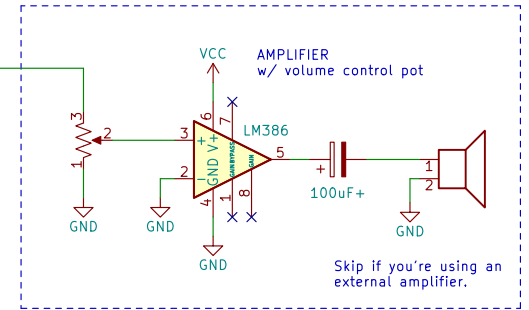 VCC
AMPLIFIER
w/ volume control pot
3
2
1
6
7
LM386
3
+
V+
GND
BYPASS
GAIN
GAIN
5
2
-
4
1
8
+
100uF+
1
2
GND
GND
GND
GND
Skip if you're using an
external amplifier.